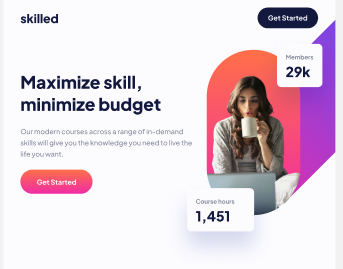 skilled
Get Started
Members
29k
Maximize skill,
minimize budget
Our modern courses across a range of in-demand
skills will give you the knowledge you need to live the
life you want.
Get Started
Course hours
1,451